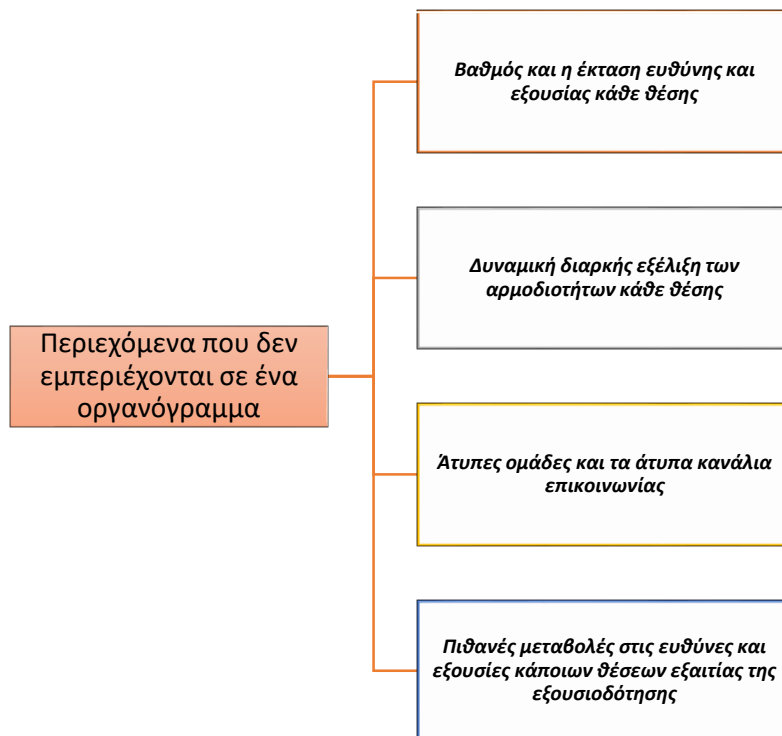 Βαθμός και η έκταση ευθύνης και
εξουσίας κάθε θέσης
Δυναμική διαρκής εξέλιξη των
αρμοδιοτήτων κάθε θέσης
Περιεχόμενα που δεν
εμπεριέχονται σε ένα
οργανόγραμμα
Άτυπες ομάδες και τα άτυπα κανάλια
επικοινωνίας
Πιθανές μεταβολές στις ευθύνες και
εξουσίες κάποιων θέσεων εξαιτίας της
εξουσιοδότησης